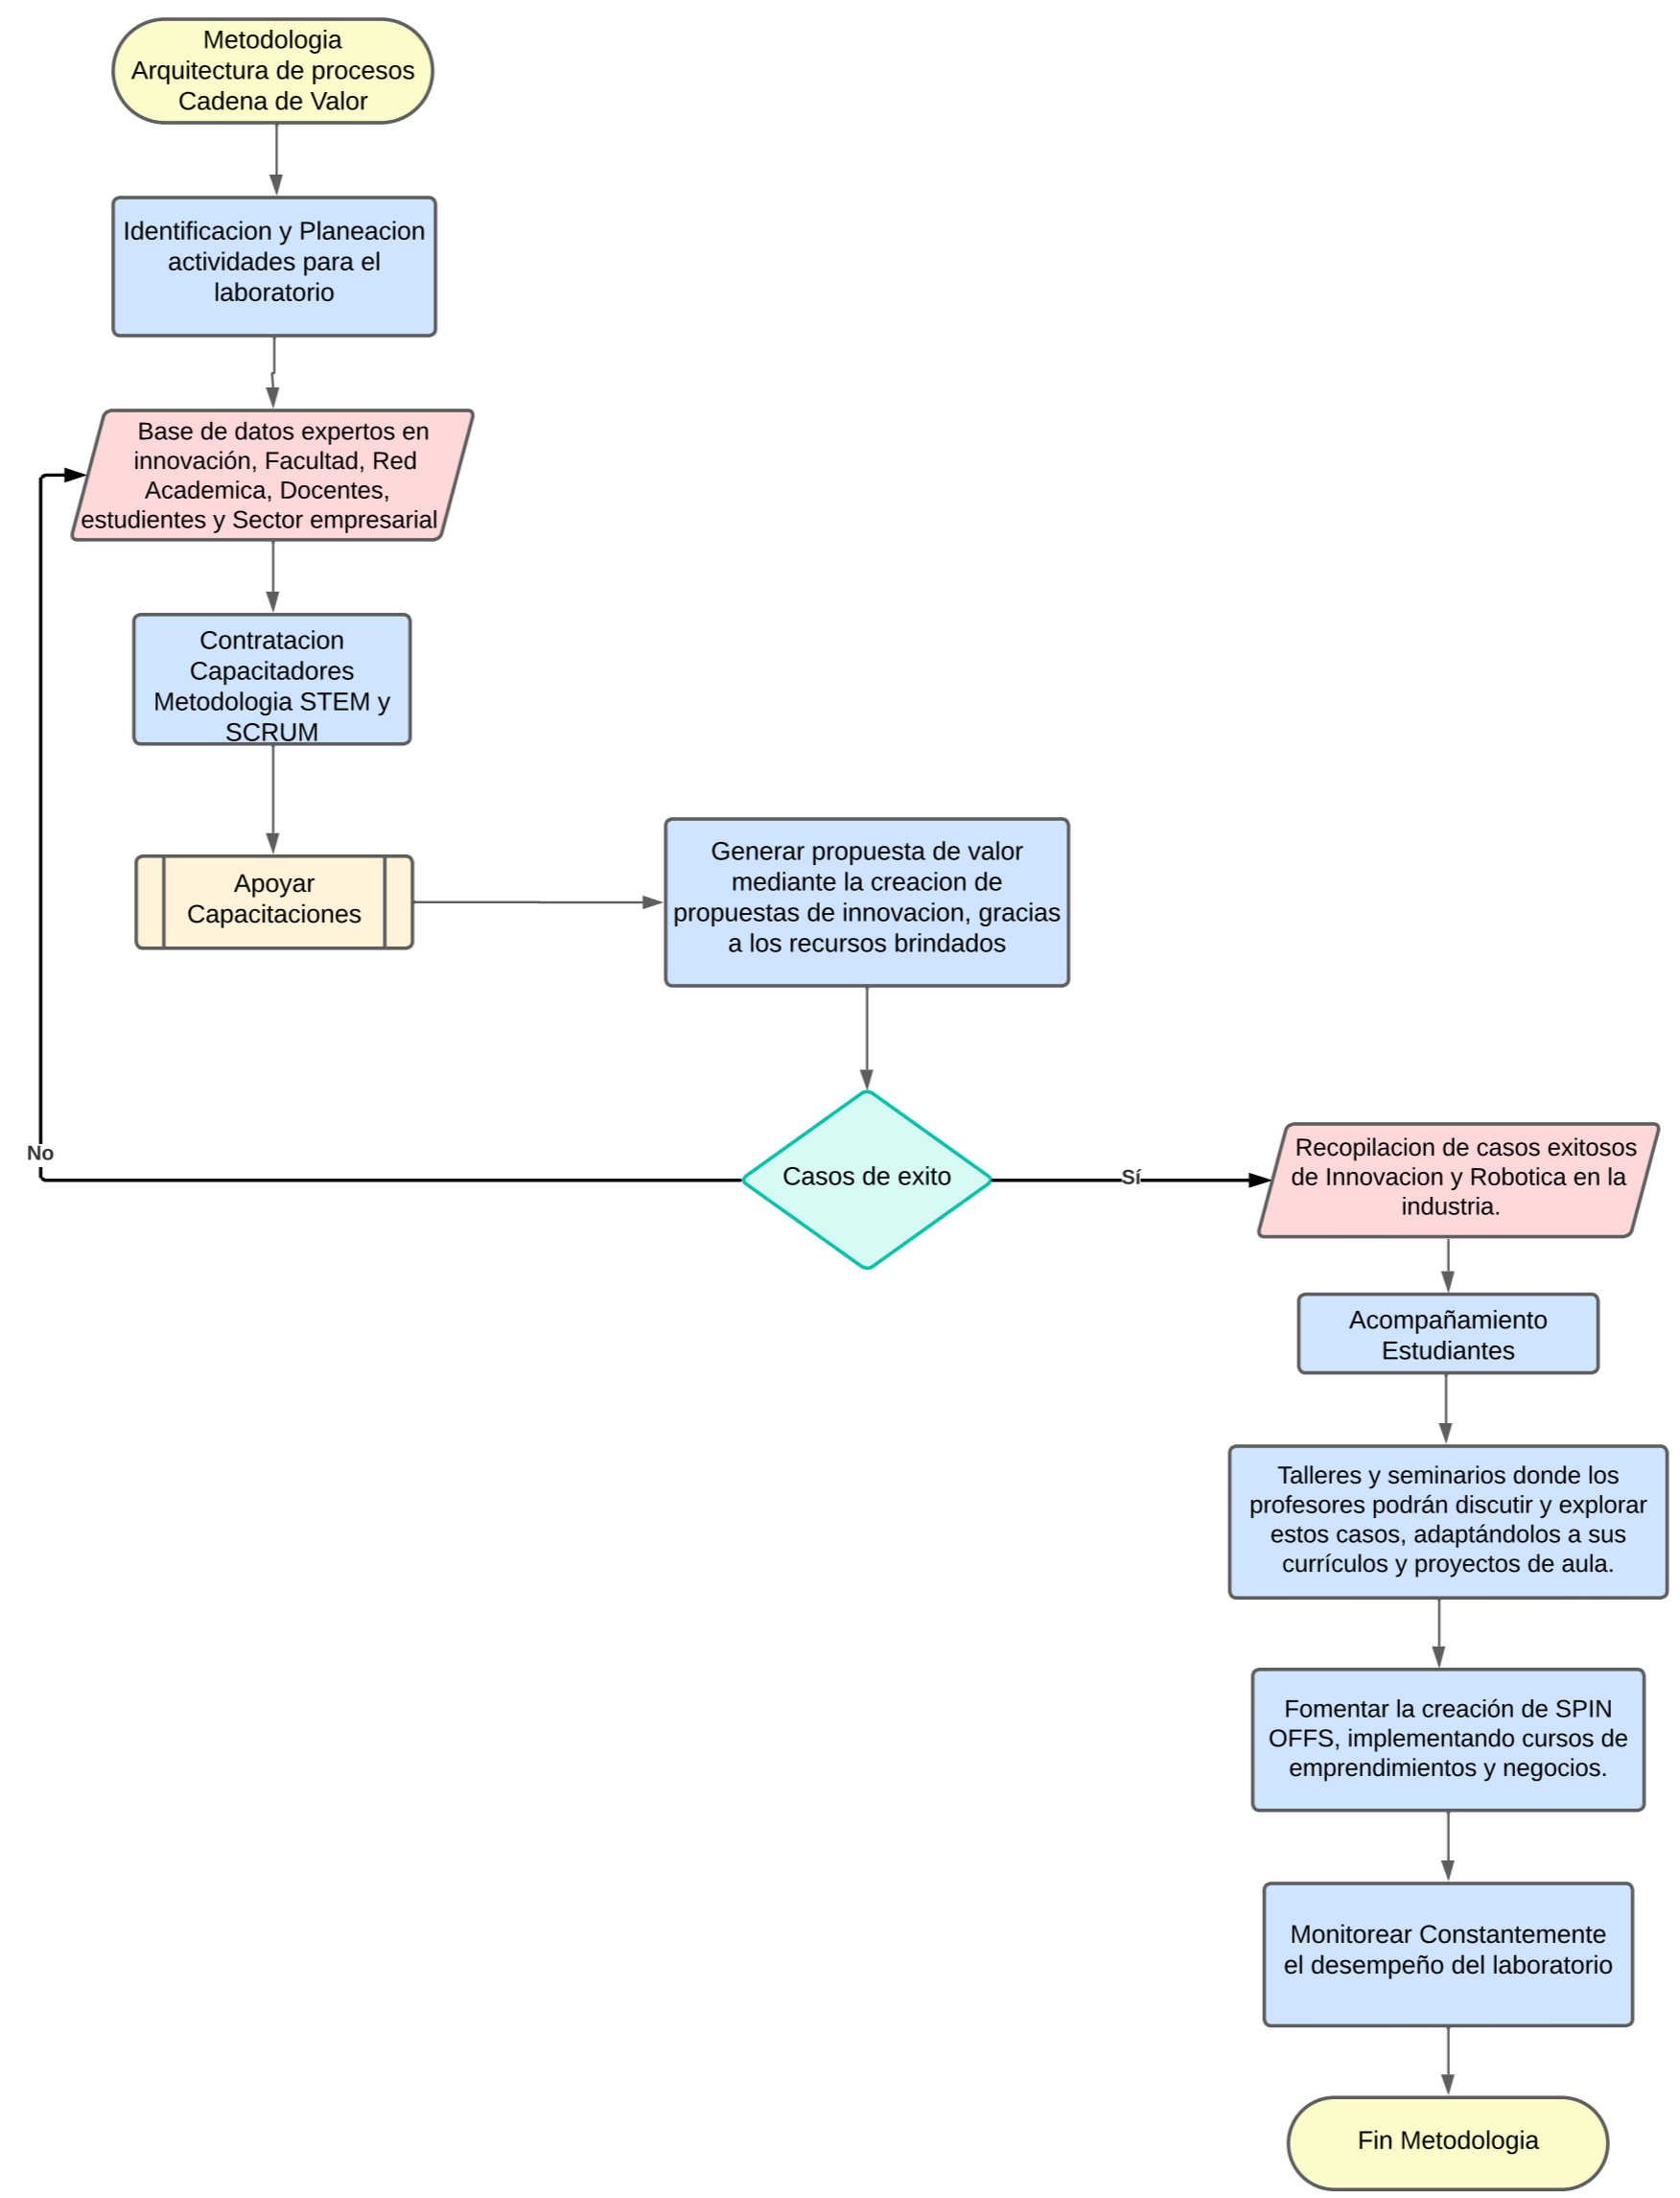 Metodologia
Arquitectura de procesos
Cadena de Valor
Identificacion y Planeacion
actividades para el
laboratorio
Base de datos expertos en
innovación, Facultad, Red
Academica, Docentes,
estudientes y Sector empresarial
Contratacion
Capacitadores
Metodologia STEM y
SCRUM
Apoyar
Capacitaciones
Generar propuesta de valor
mediante la creacion de
propuestas de innovacion, gracias
a los recursos brindados
Casos de exito
No
Sí
Recopilacion de casos exitosos
de Innovacion y Robotica en la
industria.
Acompañamiento
Estudiantes
Talleres y seminarios donde los
profesores podrán discutir y explorar
estos casos, adaptándolos a sus
currículos y proyectos de aula.
Fomentar la creación de SPIN
OFFS, implementando cursos de
emprendimientos y negocios.
Monitorear Constantemente
el desempeño del laboratorio
Fin Metodologia